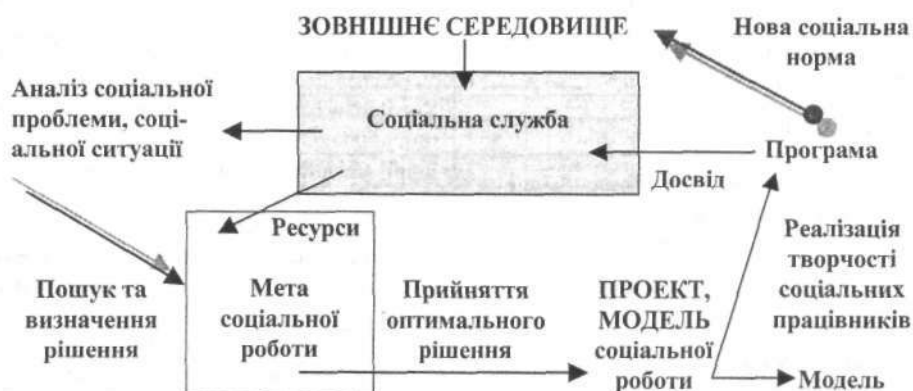 ЗОВНІШНЄ СЕРЕДОВИЩЕ
Нова соціальна
норма
Аналіз соціальної
проблеми, соці-
альної ситуації
Соціальна служба
Програма
Досвід
Ресурси
Пошук та
визначення
рішення
Мета
соціальної
роботи
Прийняття
оптимального
рішення
ПРОЕКТ,
МОДЕЛЬ
соціальної
роботи
Реалізація
творчості
соціальних
працівників
Модель